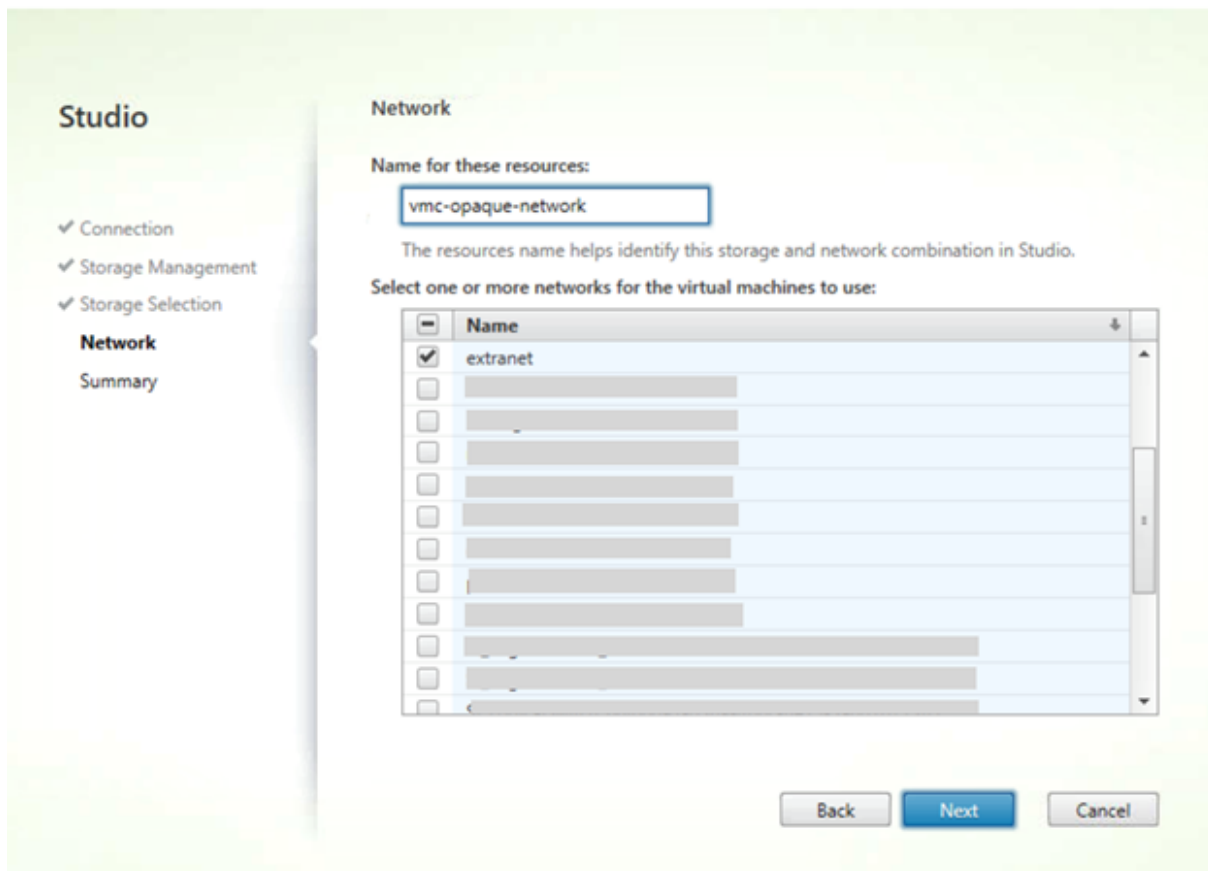 Studio
Connection
Storage Management
Storage Selection
Network
Summary
Network
Name for these resources:
vmc-opaque-network
The resources name helps identify this storage and network combination in Studio.
Select one or more networks for the virtual machines to use:
Name
extranet
Back
Next
Cancel